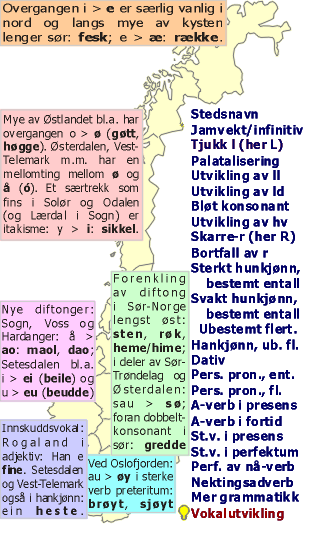 Overgangen i > e er særlig vanlig i
nord og langs mye av kysten
lenger sør: fesk; e > æ: række.
Mye av Østlandet bl.a. har
overgangen o > ø (gøtt,
høgge). Østerdalen, Vest-
Telemark m.m. har en
mellomting mellom ø og
å (ó). Et særtrekk som
fins i Solør og Odalen
(og Lærdal i Sogn) er
itakisme: y > i: sikkel.
Forenkling
av diftong
i Sør-Norge
lengst øst:
sten, røk,
heme/hime;
i deler av Sør-
Trøndelag og
Østerdalen:
sau > sø;
foran dobbelt-
konsonant i
sør: gredde
Nye diftonger:
Sogn, Voss og
Hardanger: å >
ao: maol, dao;
Setesdalen bl.a.
i > ei (beile) og
u > eu (beudde)
Innskuddsvokal:
Rogaland i
adjektiv: Han e
fine. Setesdalen
og Vest-Telemark
også i hankjønn:
ein heste.
Ved Oslofjorden:
au > øy i sterke
verb preteritum:
brøyt, sjøyt
Stedsnavn
Jamvekt/infinitiv
Tjukk l (her L)
Palatalisering
Utvikling av ll
Utvikling av ld
Bløt konsonant
Utvikling av hv
Skarre-r (her R)
Bortfall av r
Sterkt hunkjønn,
bestemt entall
Svakt hunkjønn,
bestemt entall
Ubestemt flert.
Hankjønn, ub. fl.
Dativ
Pers. pron., ent.
Pers. pron., fl.
A-verb i presens
A-verb i fortid
St.v. i presens
St.v. i perfektum
Perf. av nå-verb
Nektingsadverb
Mer grammatikk
Vokalutvikling